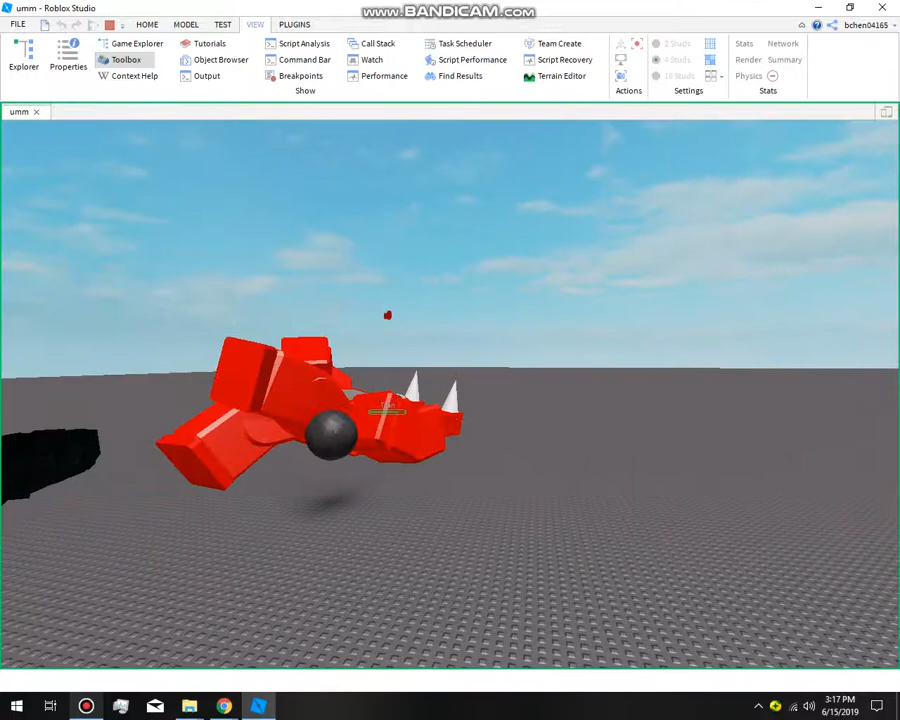 umm - Roblox Studio
www.BANDICAM.com
FILE HOME MODEL TEST VIEW PLUGINS bchen04165
Game Explorer Tutorials Script Analysis Call Stack Task Scheduler Team Create 2 Studs Stats Network
Toolbox Object Browser Command Bar Watch Script Performance Script Recovery 4 Studs Render Summary
Explorer Properties Context Help Output Breakpoints Performance Find Results Terrain Editor 16 Studs Physics
Show Actions Settings Stats
umm
3:17 PM
6/15/2019